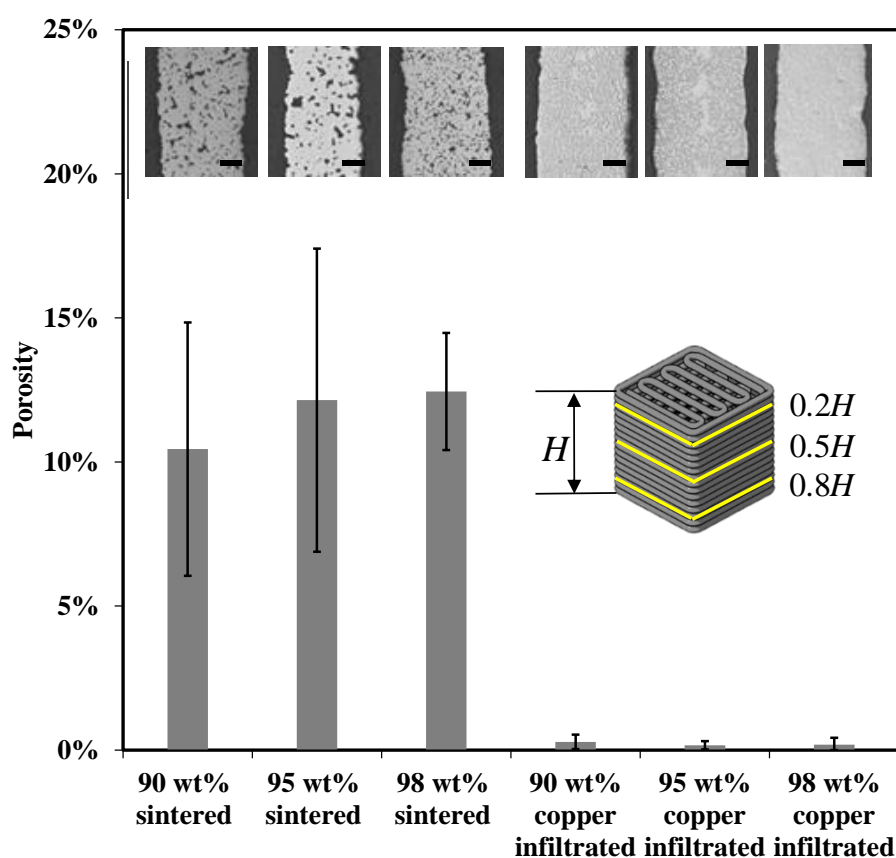 25%
20%
15%
10%
5%
0%
Porosity
H
0.2H
0.5H
0.8H
90 wt%
sintered
95 wt%
sintered
98 wt%
sintered
90 wt%
copper
infiltrated
95 wt%
copper
infiltrated
98 wt%
copper
infiltrated